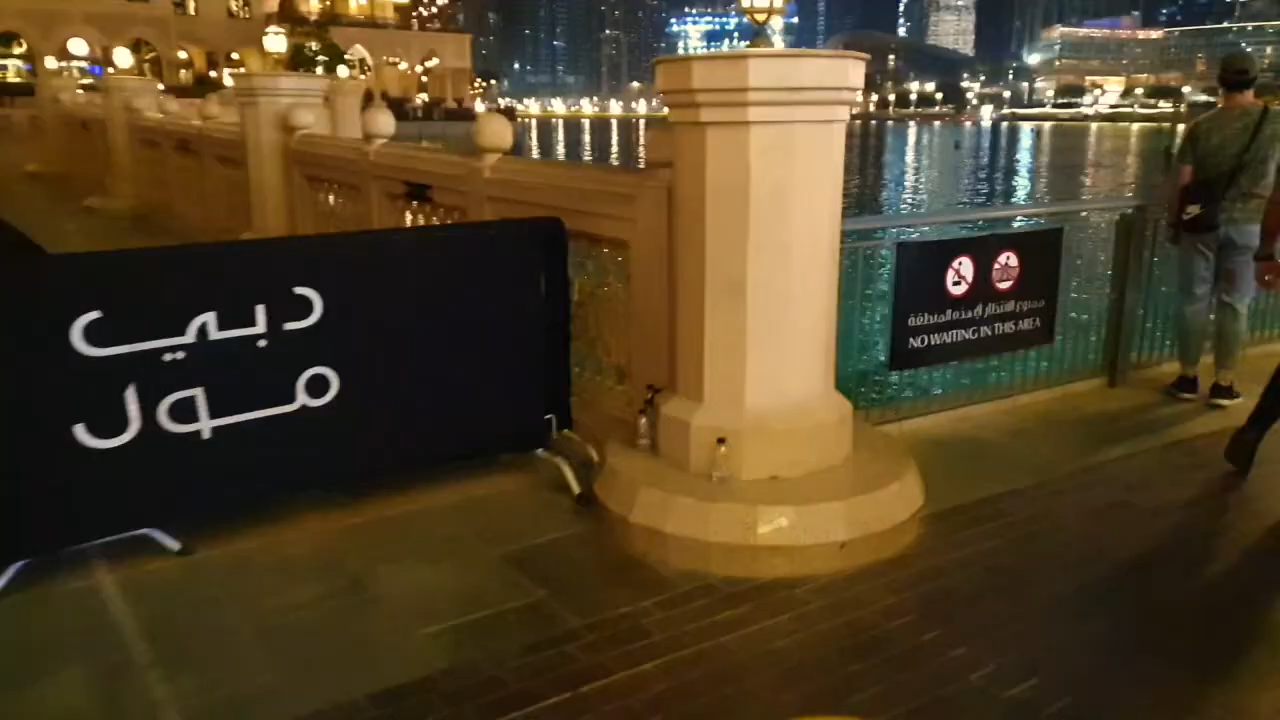 دبي
مول
ممنوع الانتظار في هذه المنطقة
NO WAITING IN THIS AREA